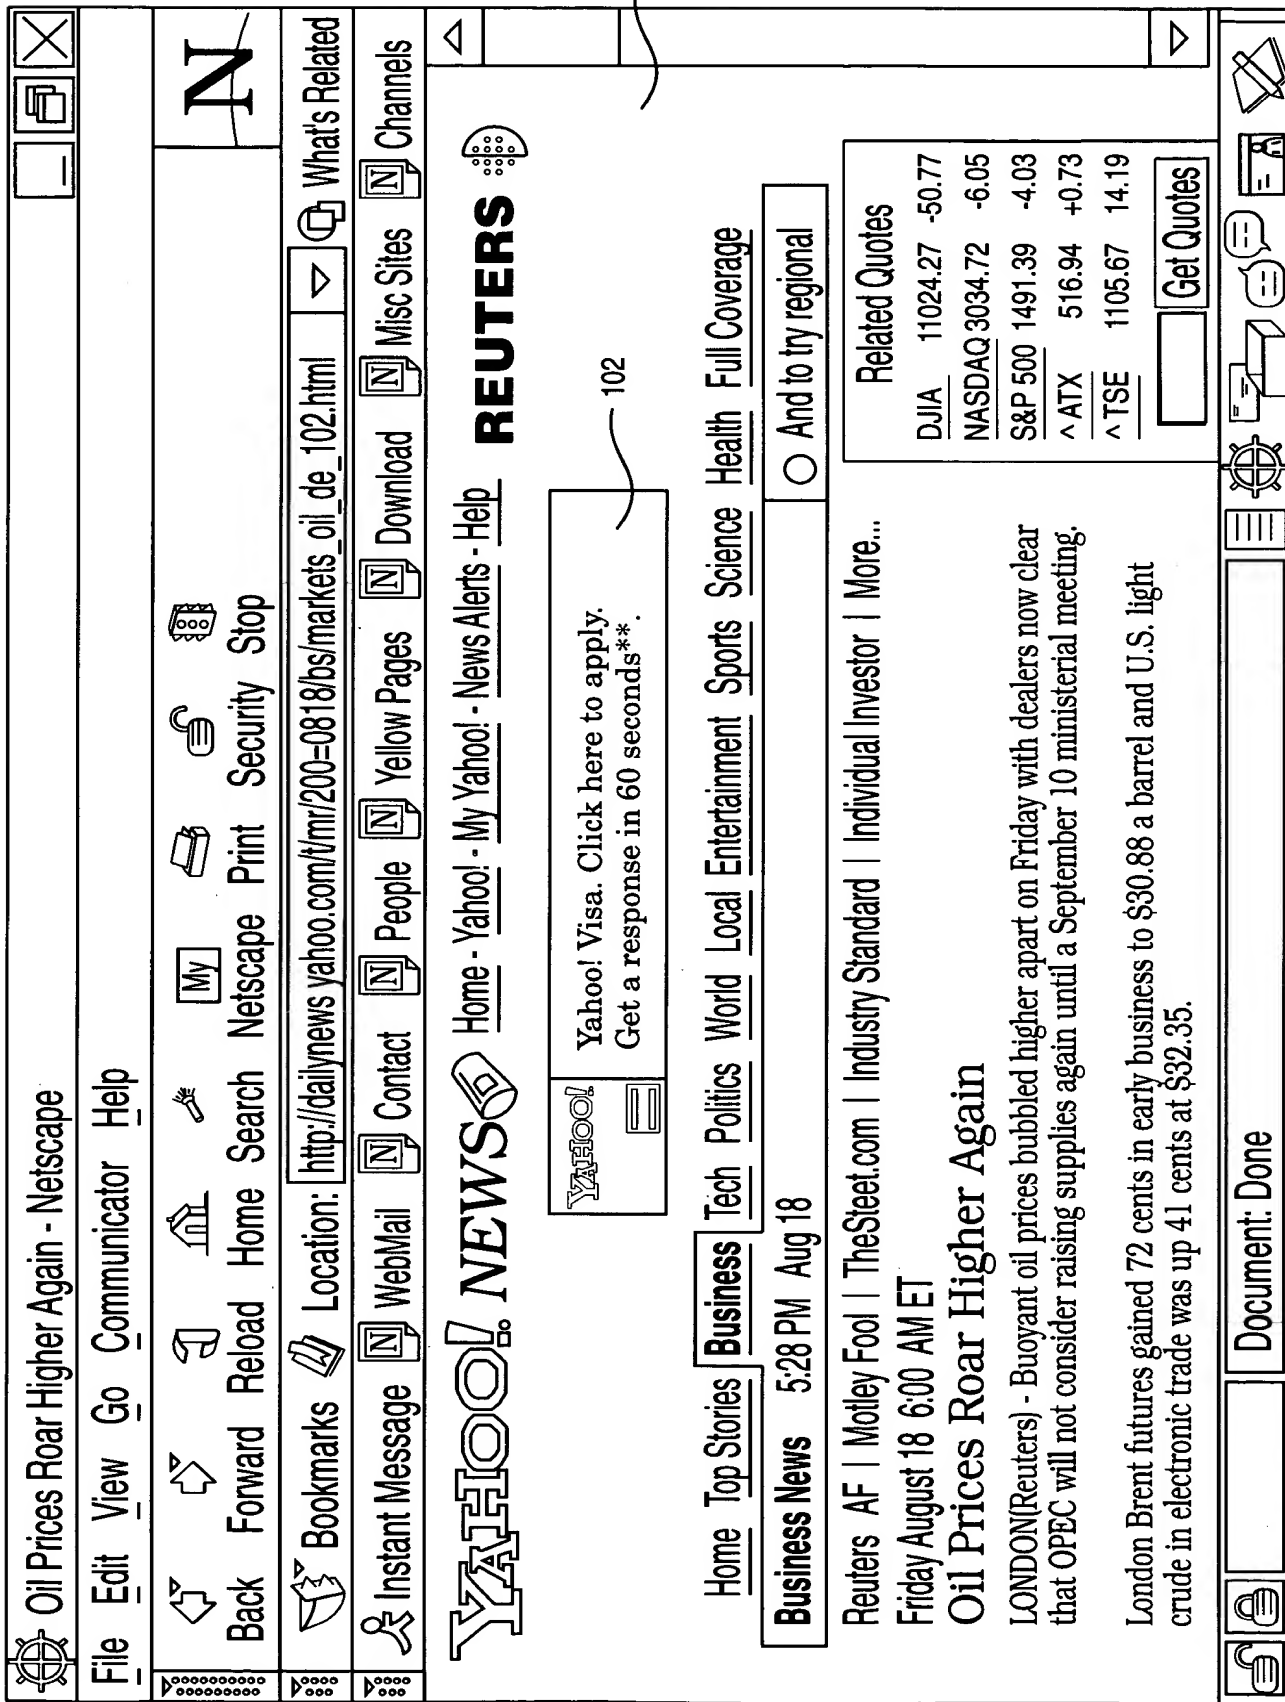 Oil Prices Roar Higher Again - Netscape
File Edit View Go Communicator Help
Back Forward Reload Home Search Netscape Print Security Stop
My
N
Bookmarks Location: http://dailynews yahoo.com/t/mr/200=0818/bs/markets_oil_de_102.html What's Related
Instant Message N WebMail N Contact N People N Yellow Pages N Download N Misc Sites N Channels
YAHOO! NEWS Home - Yahoo! - My Yahoo! - News Alerts - Help REUTERS
YAHOO!
Yahoo! Visa. Click here to apply.
Get a response in 60 seconds**.
102
Home Top Stories Business Tech Politics World Local Entertainment Sports Science Health Full Coverage
Business News 5:28 PM Aug 18 And to try regional
Reuters AF | Motley Fool | TheSteet.com | Industry Standard | Individual Investor | More...
Friday August 18 6:00 AM ET
Oil Prices Roar Higher Again
LONDON(Reuters) - Buoyant oil prices bubbled higher apart on Friday with dealers now clear
that OPEC will not consider raising supplies again until a September 10 ministerial meeting.
London Brent futures gained 72 cents in early business to $30.88 a barrel and U.S. light
crude in electronic trade was up 41 cents at $32.35.
Related Quotes
DJIA 11024.27 -50.77
NASDAQ 3034.72 -6.05
S&P 500 1491.39 -4.03
^ATX 516.94 +0.73
^TSE 1105.67 14.19
Get Quotes
Document: Done